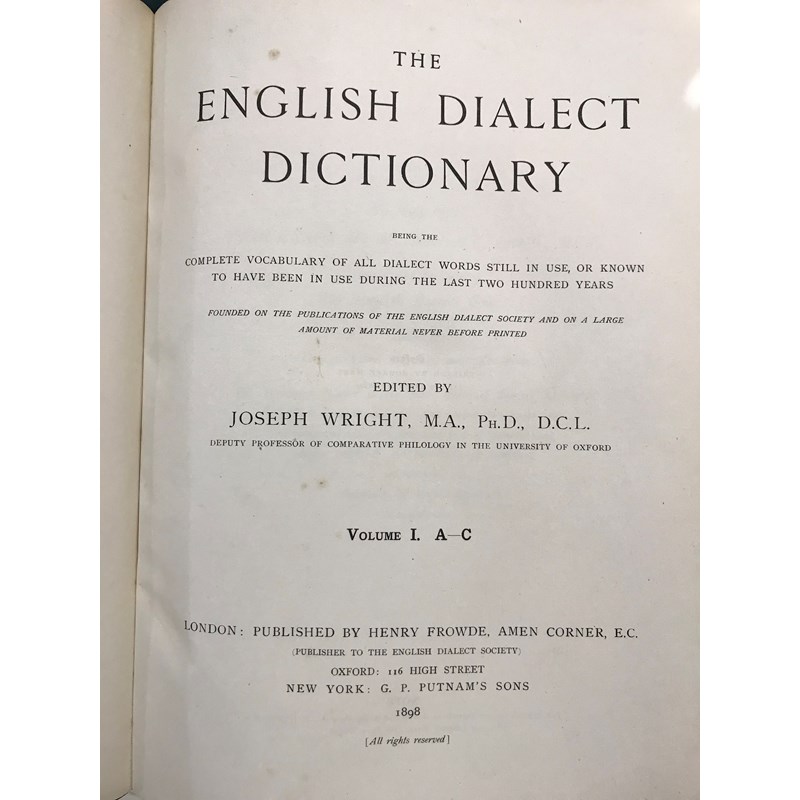 THE
ENGLISH DIALECT
DICTIONARY
BEING THE
COMPLETE VOCABULARY OF ALL DIALECT WORDS STILL IN USE, OR KNOWN
TO HAVE BEEN IN USE DURING THE LAST TWO HUNDRED YEARS
FOUNDED ON THE PUBLICATIONS OF THE ENGLISH DIALECT SOCIETY AND ON A LARGE
AMOUNT OF MATERIAL NEVER BEFORE PRINTED
EDITED BY
JOSEPH WRIGHT, M.A., PH.D., D.C.L.
DEPUTY PROFESSOR OF COMPARATIVE PHILOLOGY IN THE UNIVERSITY OF OXFORD
VOLUME I. A—C
LONDON: PUBLISHED BY HENRY FROWDE, AMEN CORNER, E.C.
(PUBLISHER TO THE ENGLISH DIALECT SOCIETY)
OXFORD: 116 HIGH STREET
NEW YORK: G. P. PUTNAM'S SONS
1898
[All rights reserved]